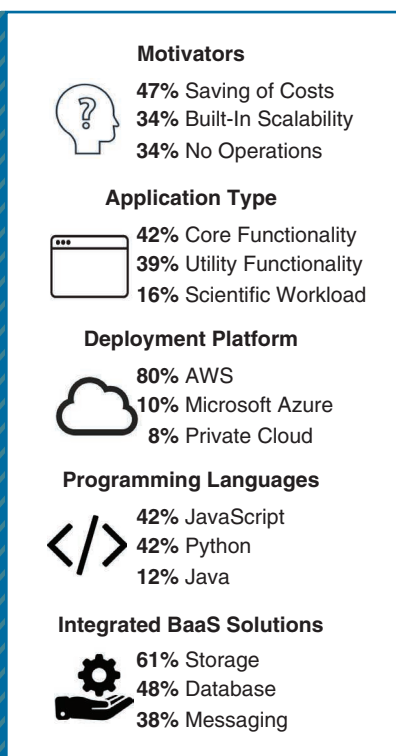 Motivators
?
47% Saving of Costs
34% Built-In Scalability
34% No Operations
Application Type
42% Core Functionality
39% Utility Functionality
16% Scientific Workload
Deployment Platform
80% AWS
10% Microsoft Azure
8% Private Cloud
Programming Languages
</>
42% JavaScript
42% Python
12% Java
Integrated BaaS Solutions
61% Storage
48% Database
38% Messaging